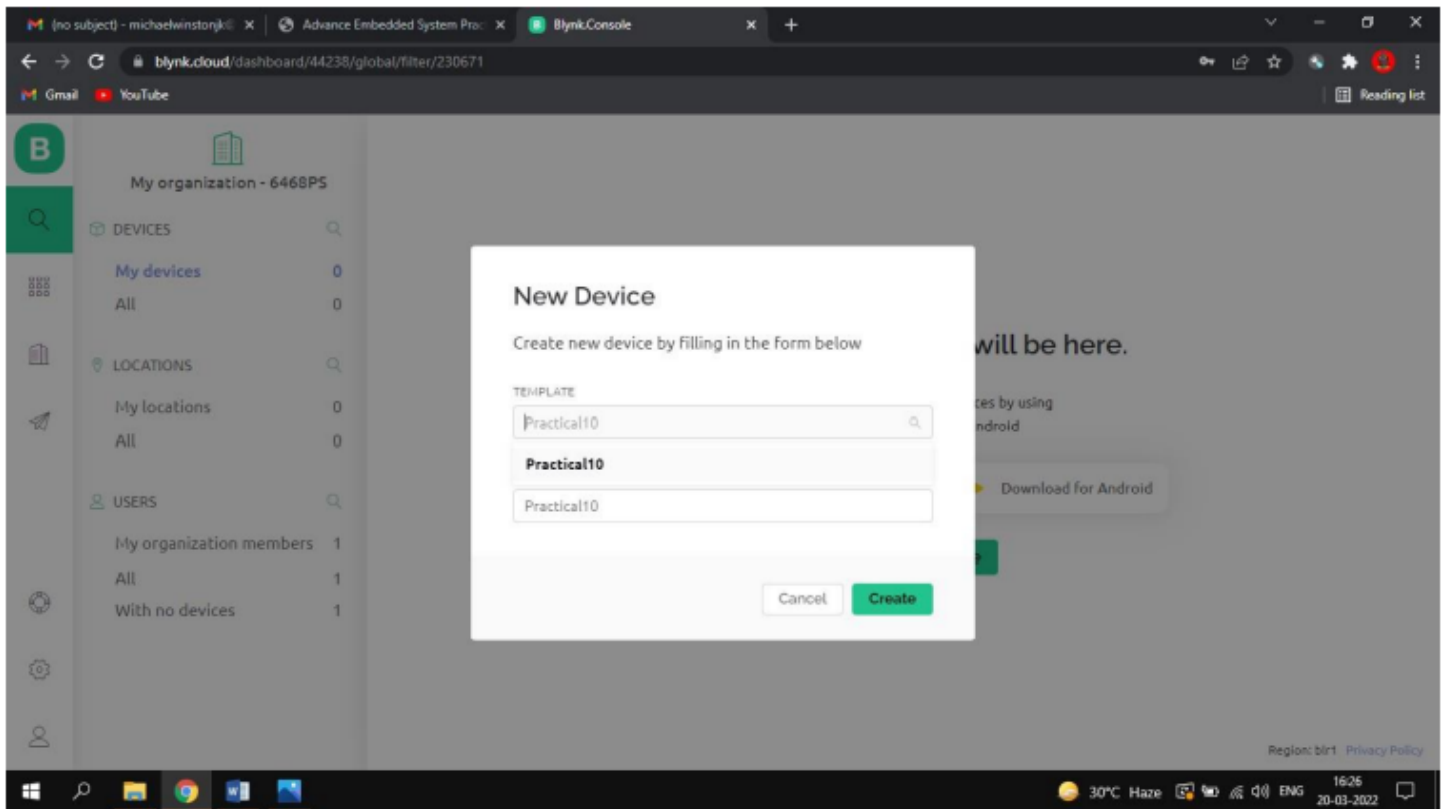 (no subject) - michaelwinstonjk
Advance Embedded System Prac
Blynk.Console
blynk.cloud/dashboard/44238/global/filter/230671
Gmail
YouTube
Reading list
B
My organization - 6468PS
DEVICES
My devices 0
All 0
LOCATIONS
My locations 0
All 0
USERS
My organization members 1
All 1
With no devices 1
New Device
Create new device by filling in the form below
TEMPLATE
Practical10
Practical10
Practical10
Cancel
Create
will be here.
ces by using
ndroid
Download for Android
Region: blr1 Privacy Policy
30°C Haze
ENG
16:26
20-03-2022